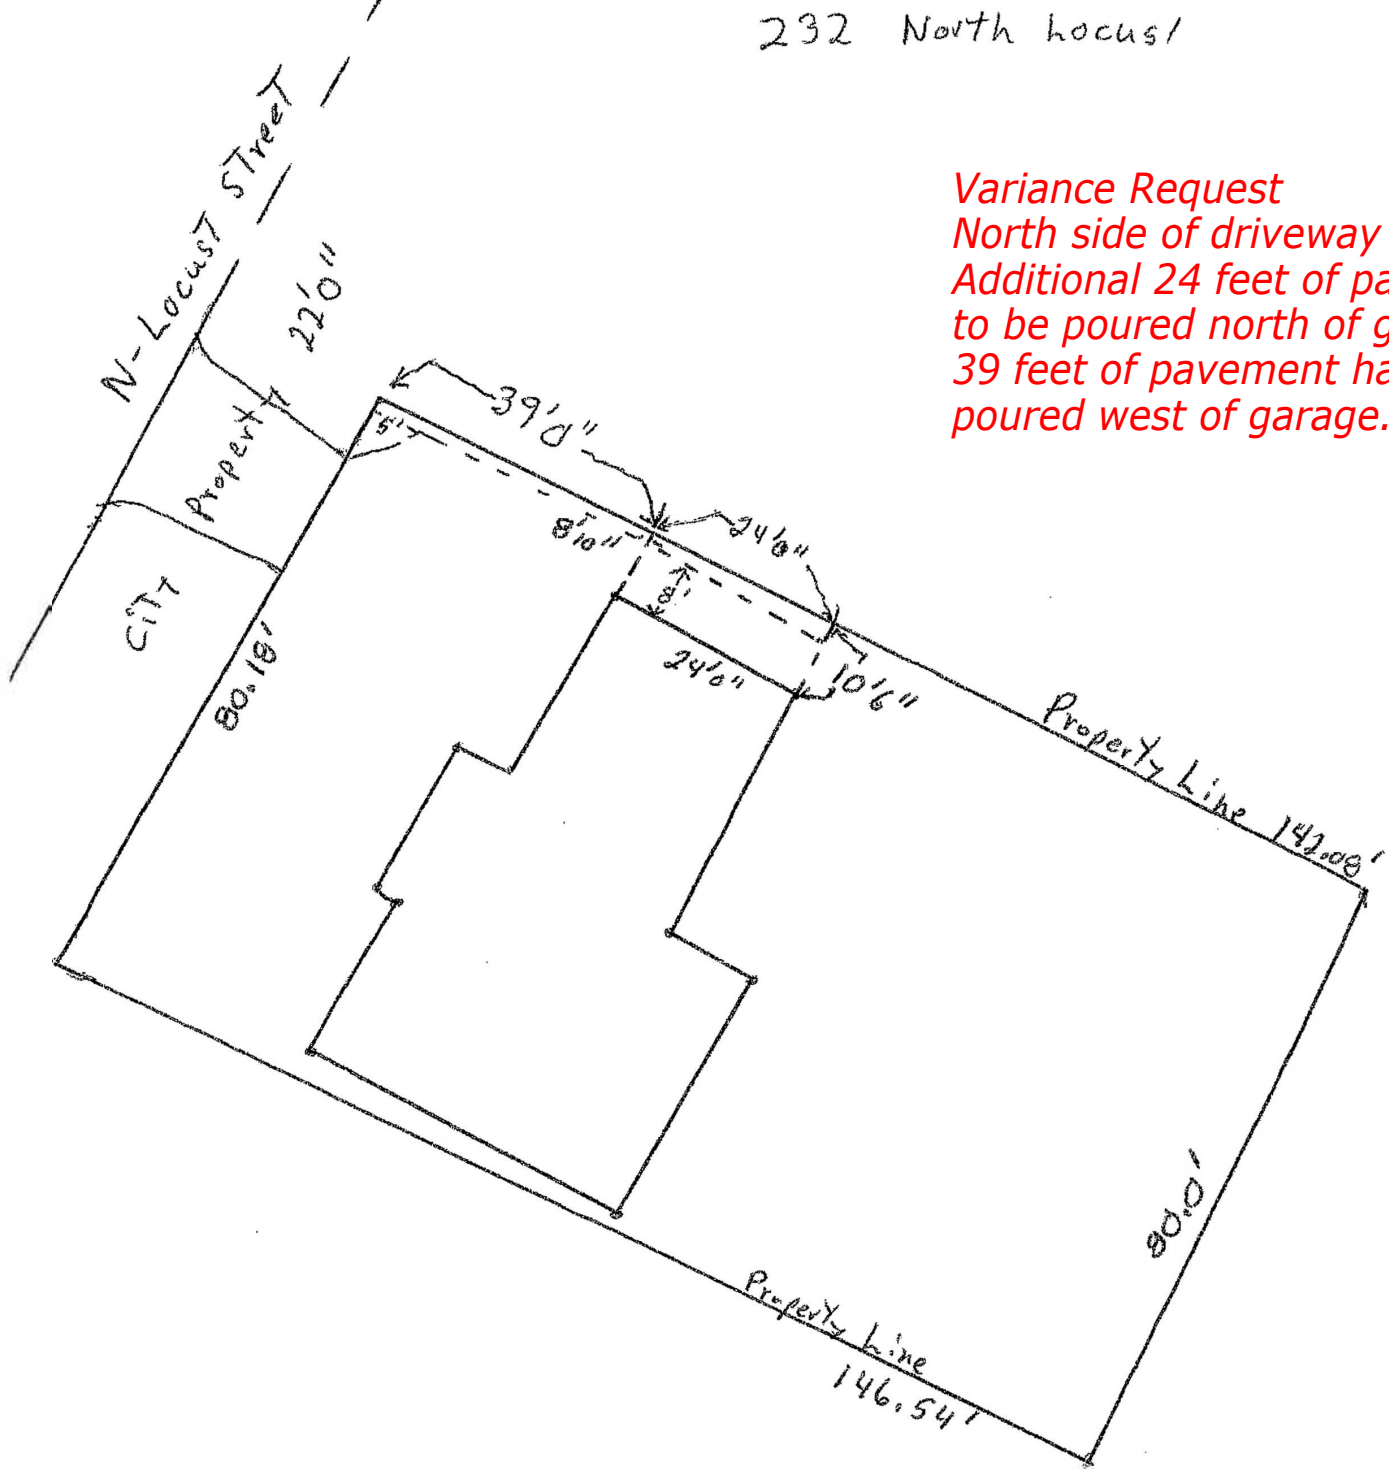 232 North Locust
N-Locust Street
22'0"
Variance Request
North side of driveway
Additional 24 feet of pa
to be poured north of g
39 feet of pavement ha
poured west of garage.
Property
City
5'
39'0"
8'10"
24'0"
8'
24'0"
10'6"
80.18'
Property Line 142.08'
80.0'
Property Line
146.54'